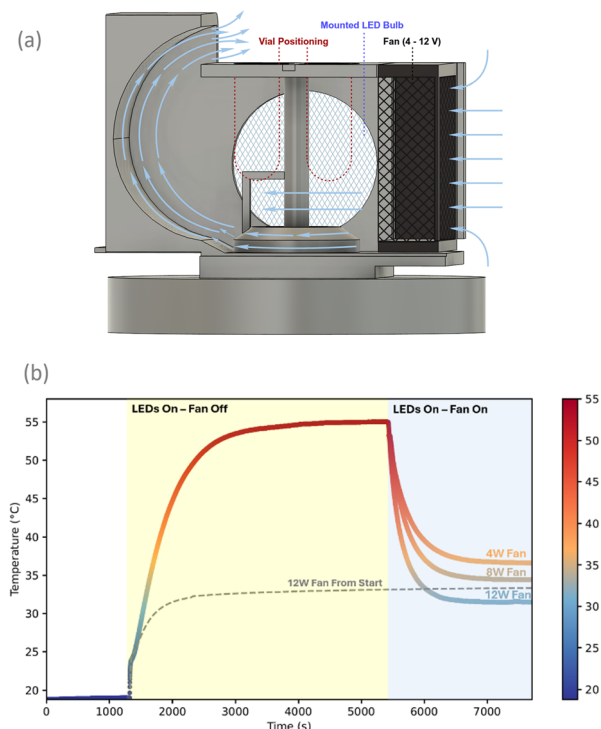 (a)
Mounted LED Bulb
Vial Positioning
Fan (4 - 12 V)
(b)
LEDs On – Fan Off
LEDs On – Fan On
55
50
45
40
35
30
25
20
Temperature (°C)
4W Fan
8W Fan
12W Fan From Start
12W Fan
0
1000
2000
3000
4000
5000
6000
7000
Time (s)
55
50
45
40
35
30
25
20